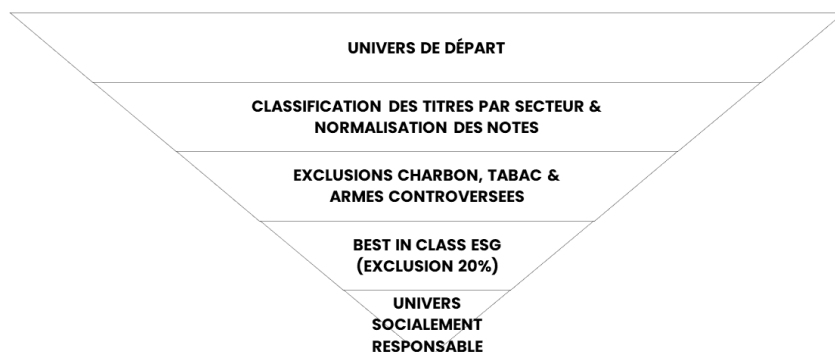 UNIVERS DE DÉPART
CLASSIFICATION DES TITRES PAR SECTEUR &
NORMALISATION DES NOTES
EXCLUSIONS CHARBON, TABAC &
ARMES CONTROVERSEES
BEST IN CLASS ESG
(EXCLUSION 20%)
UNIVERS
SOCIALEMENT
RESPONSABLE